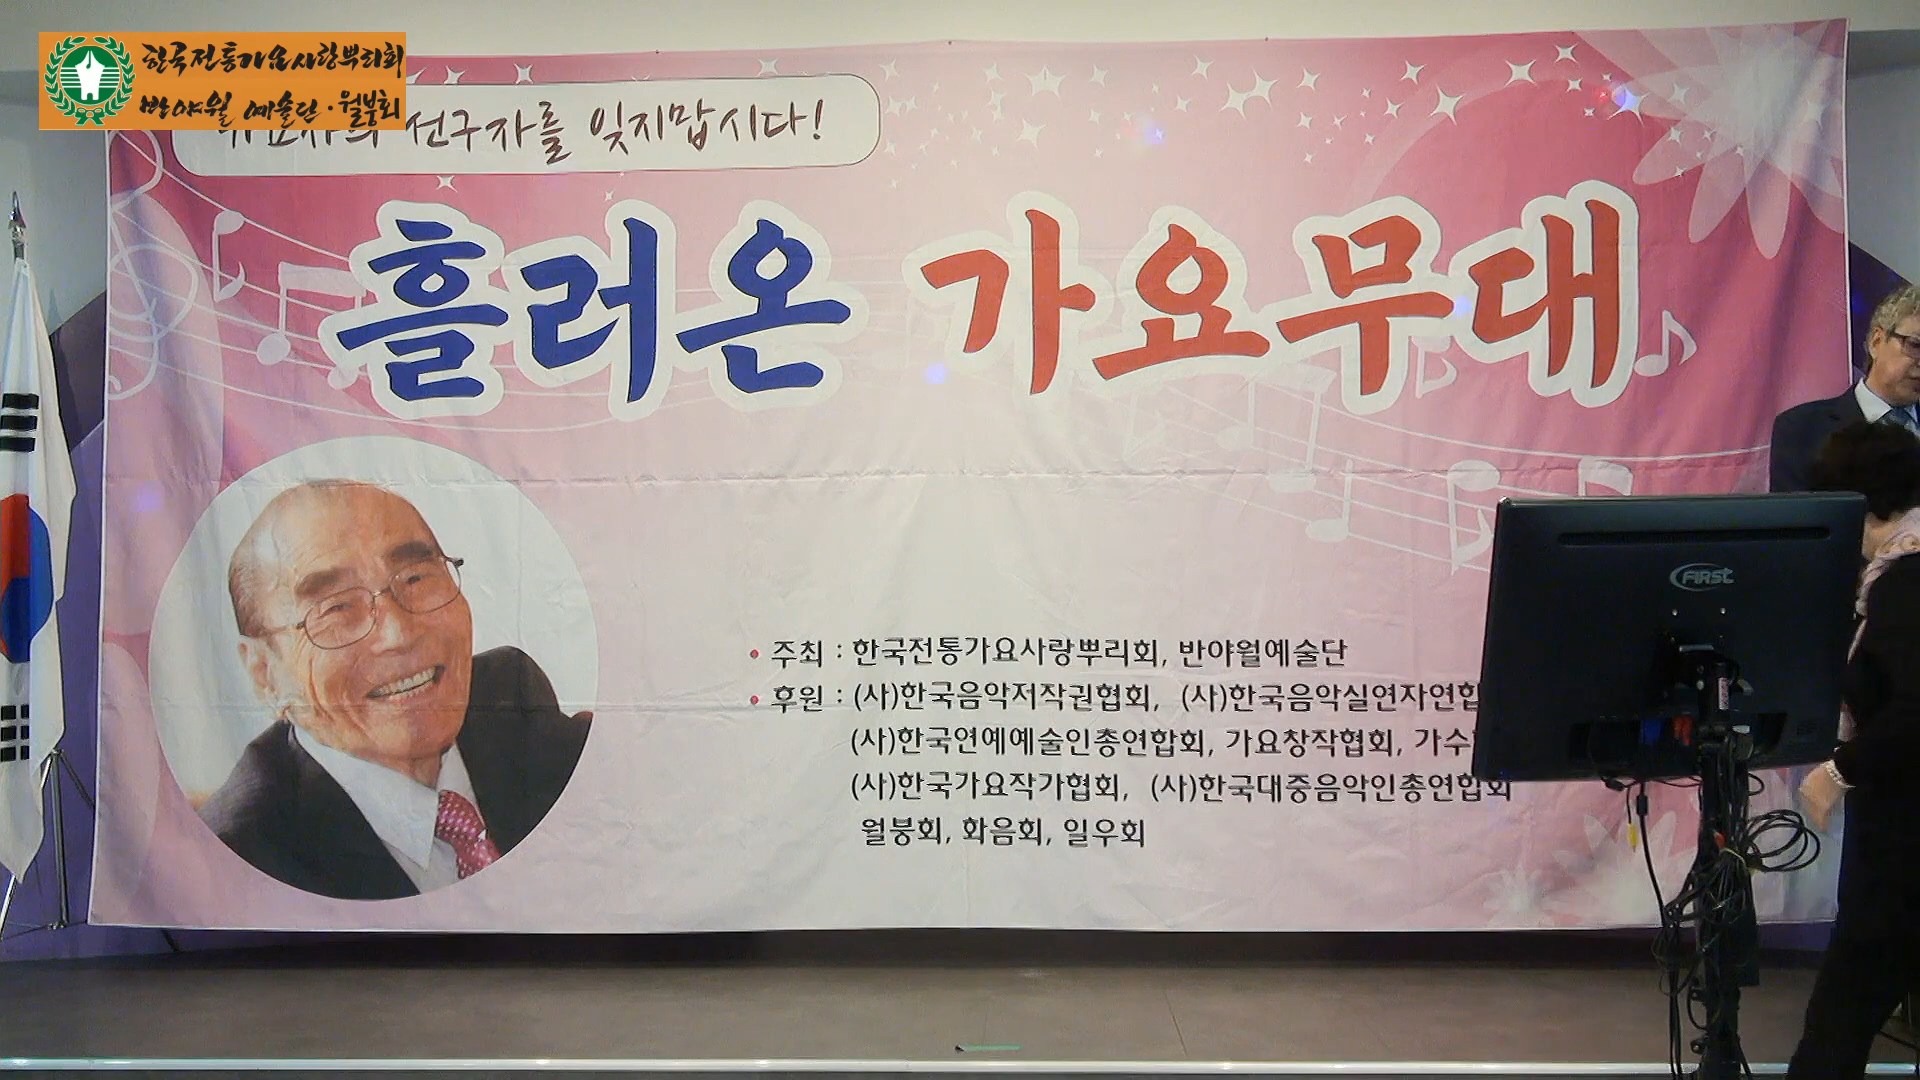 한국전통가요사랑뿌리회
반야월 예술단·월붕회
선구자를 잊지맙시다!
흘러온 가요무대
• 주최 : 한국전통가요사랑뿌리회, 반야월예술단
• 후원 : (사)한국음악저작권협회, (사)한국음악실연자연합
(사)한국연예예술인총연합회, 가요창작협회, 가수
(사)한국가요작가협회, (사)한국대중음악인총연합회
월붕회, 화음회, 일우회
FIRST